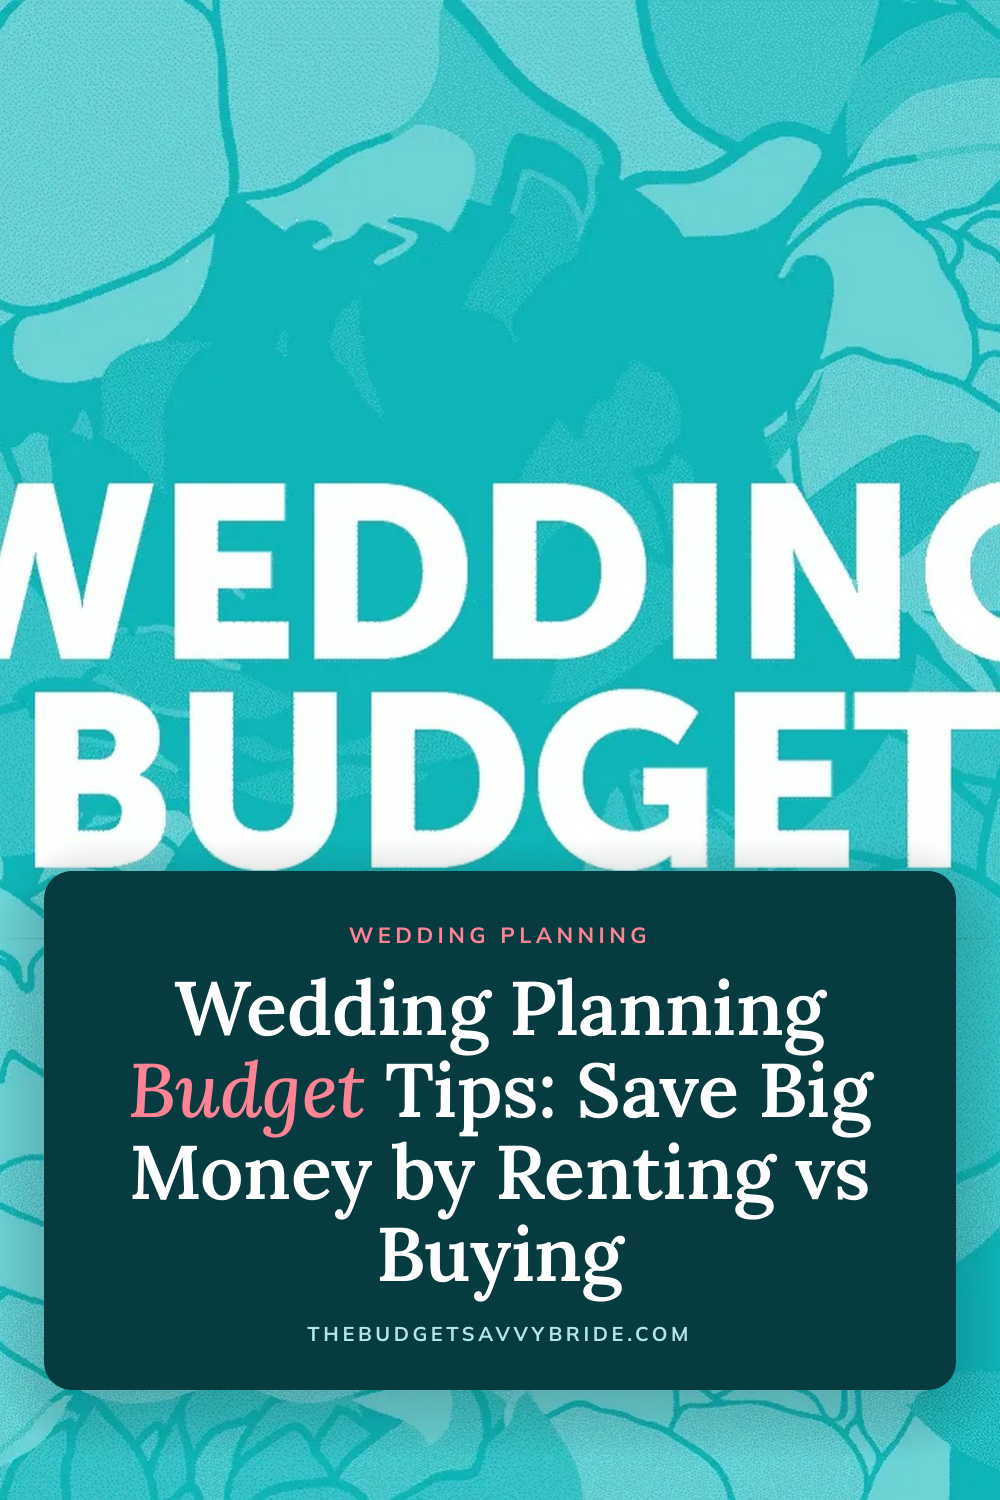 WEDDING
BUDGET
WEDDING PLANNING
Wedding Planning
Budget Tips: Save Big
Money by Renting vs
Buying
THEBUDGETSAVVYBRIDE.COM